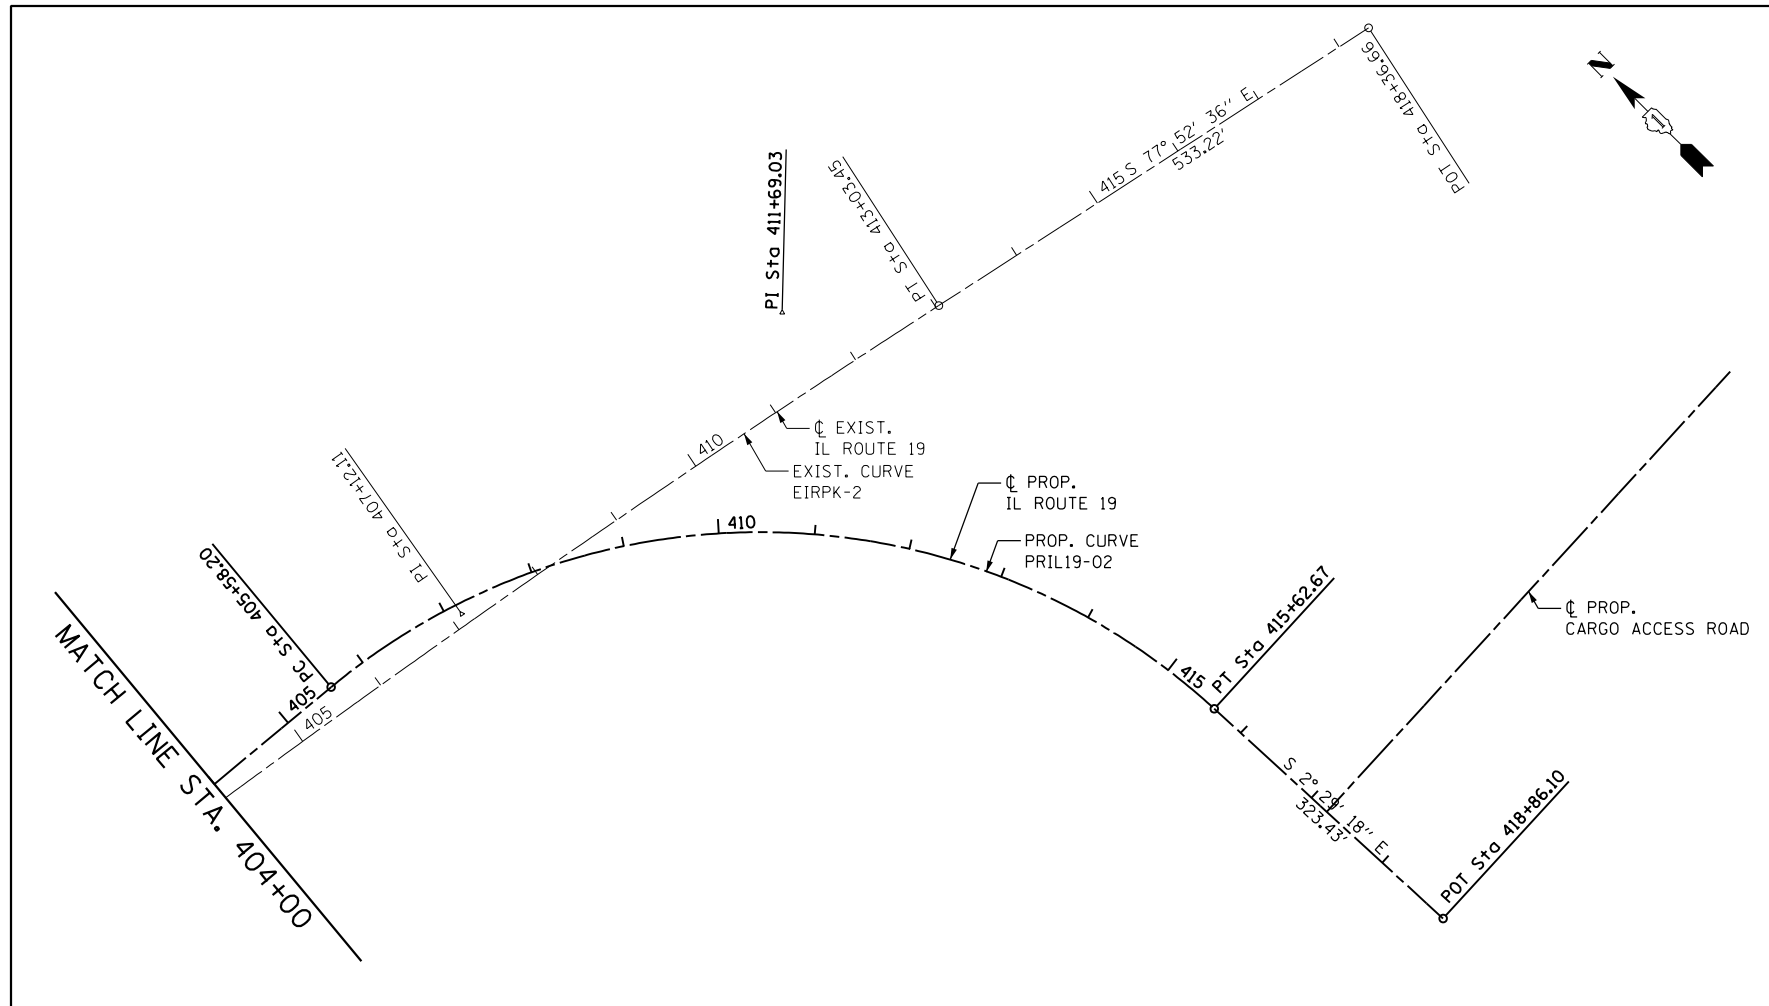 N
1
POT Sta 418+36.66
S 77° 52' 36" E
533.22'
415
PT Sta 413+03.45
PI Sta 411+69.03
410
℄ EXIST.
IL ROUTE 19
EXIST. CURVE
EIRPK-2
PI Sta 407+12.11
℄ PROP.
IL ROUTE 19
410
PROP. CURVE
PRIL19-02
PC Sta 405+58.20
PT Sta 415+62.67
℄ PROP.
CARGO ACCESS ROAD
MATCH LINE STA. 404+00
405
405
415
S 2° 29' 18" E
323.43'
POT Sta 418+86.10